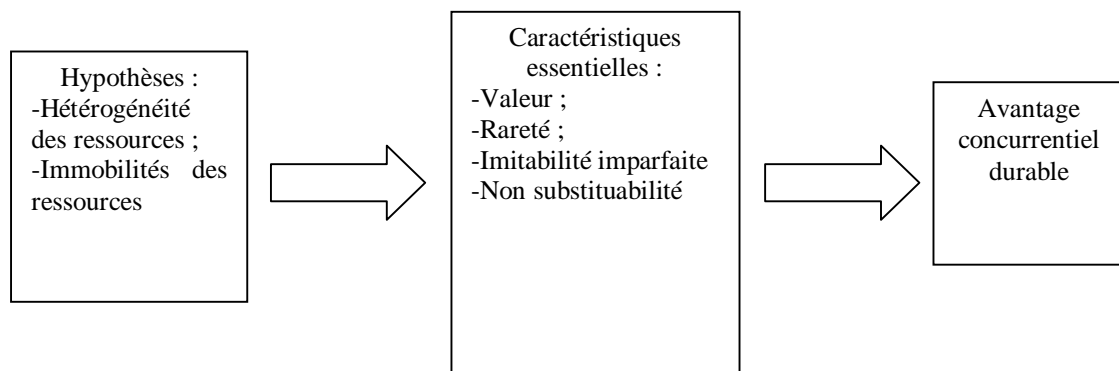 Hypothèses :
-Hétérogénéité
des ressources ;
-Immobilités des
ressources
Caractéristiques
essentielles :
-Valeur ;
-Rareté ;
-Imitabilité imparfaite
-Non substituabilité
Avantage
concurrentiel
durable